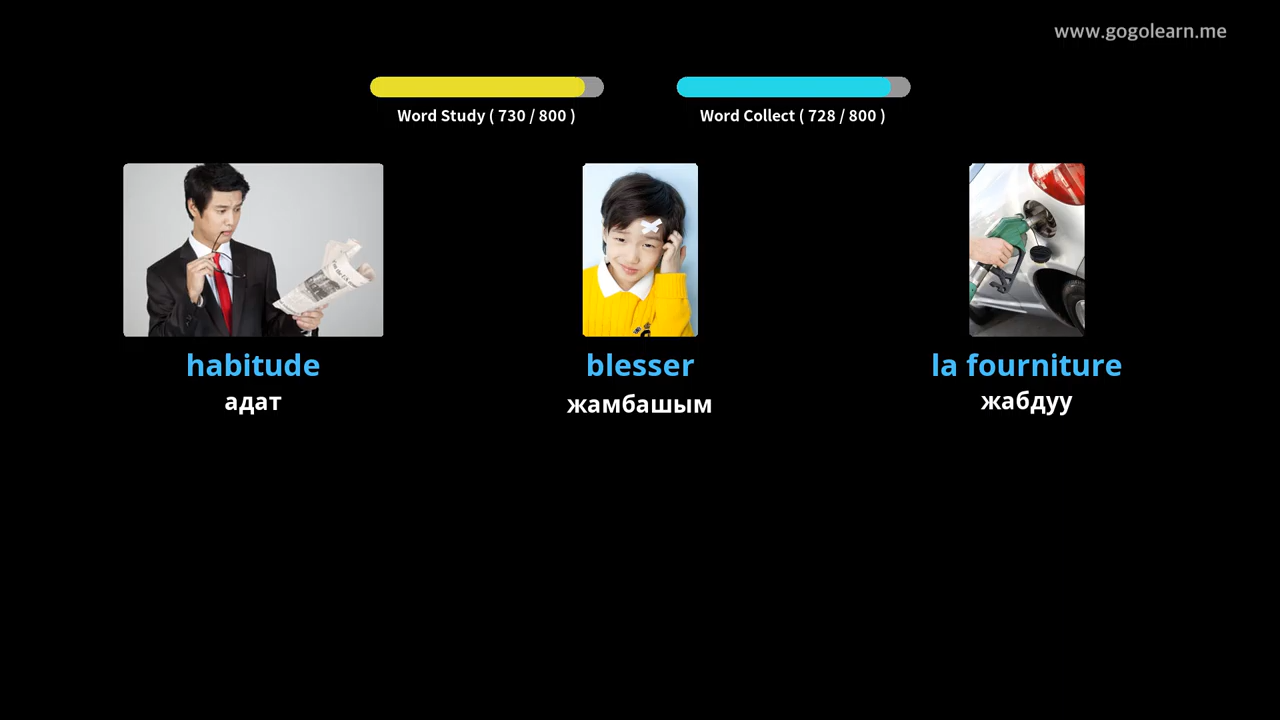 www.gogolearn.me
Word Study ( 730 / 800 )
Word Collect ( 728 / 800 )
habitude
адат
blesser
жамбашым
la fourniture
жабдуу